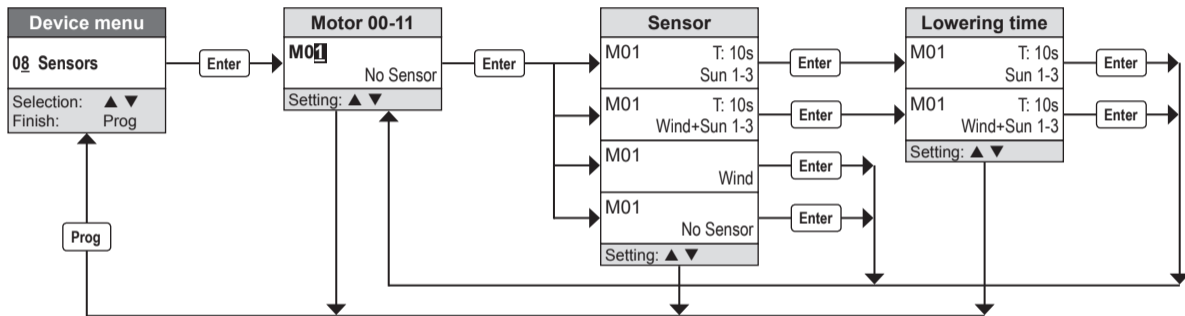 Device menu
08 Sensors
Selection: ▲ ▼
Finish: Prog
Prog
Enter
Motor 00-11
M01
No Sensor
Setting: ▲ ▼
Enter
Sensor
M01 T: 10s
Sun 1-3
M01 T: 10s
Wind+Sun 1-3
M01
Wind
M01
No Sensor
Setting: ▲ ▼
Enter
Enter
Enter
Enter
Lowering time
M01 T: 10s
Sun 1-3
M01 T: 10s
Wind+Sun 1-3
Setting: ▲ ▼
Enter
Enter